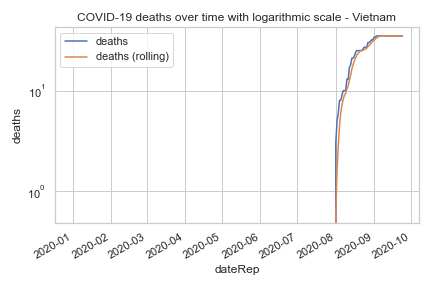 COVID-19 deaths over time with logarithmic scale - Vietnam
deaths
deaths (rolling)
10¹
10⁰
deaths
2020-01
2020-02
2020-03
2020-04
2020-05
2020-06
2020-07
2020-08
2020-09
2020-10
dateRep